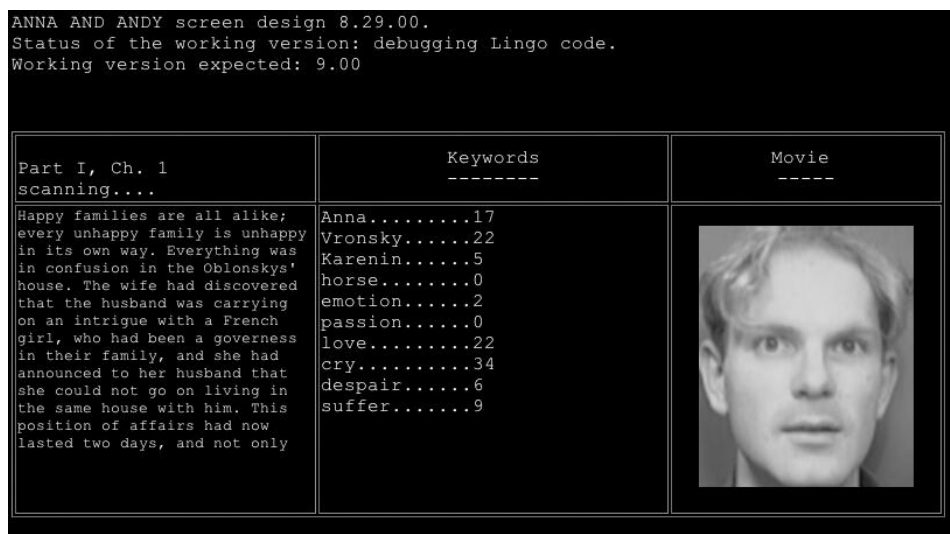 ANNA AND ANDY screen design 8.29.00.
Status of the working version: debugging Lingo code.
Working version expected: 9.00
Part I, Ch. 1
scanning....
Keywords
--------
Movie
-----
Happy families are all alike;
every unhappy family is unhappy
in its own way. Everything was
in confusion in the Oblonskys'
house. The wife had discovered
that the husband was carrying
on an intrigue with a French
girl, who had been a governess
in their family, and she had
announced to her husband that
she could not go on living in
the same house with him. This
position of affairs had now
lasted two days, and not only
Anna.........17
Vronsky......22
Karenin......5
horse........0
emotion......2
passion......0
love.........22
cry..........34
despair......6
suffer.......9